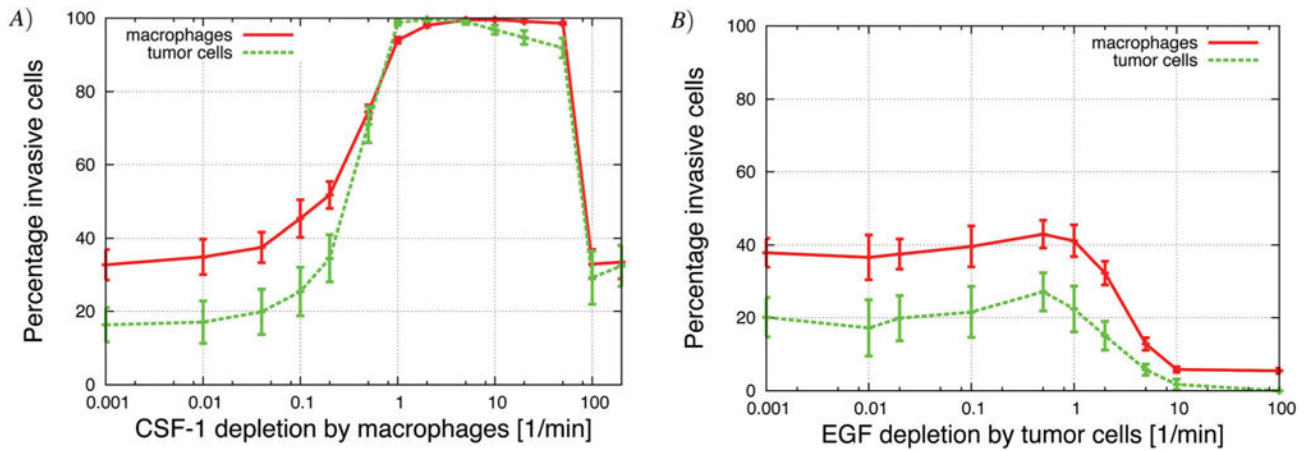 A)
macrophages
tumor cells
Percentage invasive cells
100
80
60
40
20
0
0.001 0.01 0.1 1 10 100
CSF-1 depletion by macrophages [1/min]
B)
macrophages
tumor cells
Percentage invasive cells
100
80
60
40
20
0
0.001 0.01 0.1 1 10 100
EGF depletion by tumor cells [1/min]